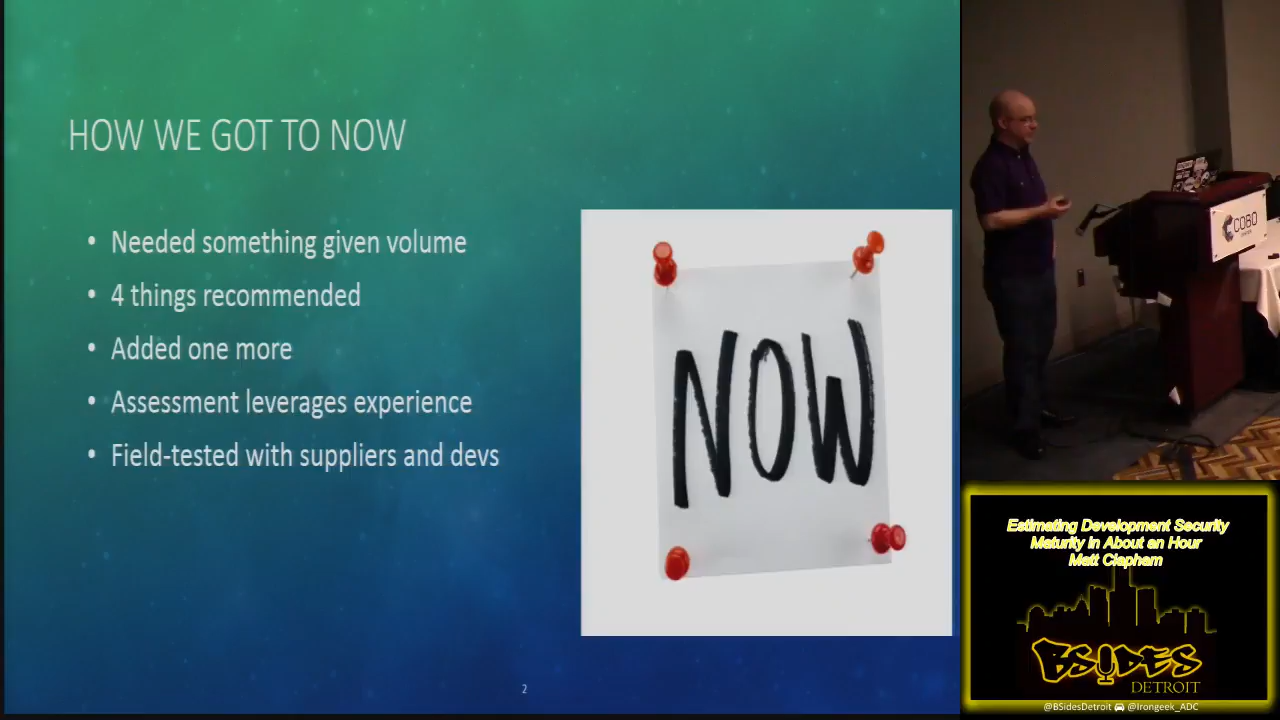 HOW WE GOT TO NOW
• Needed something given volume
• 4 things recommended
• Added one more
• Assessment leverages experience
• Field-tested with suppliers and devs
NOW
2
COBO
Estimating Development Security
Maturity in About an Hour
Matt Clapham
BSIDES
DETROIT
@BSidesDetroit @Irongeek_ADC